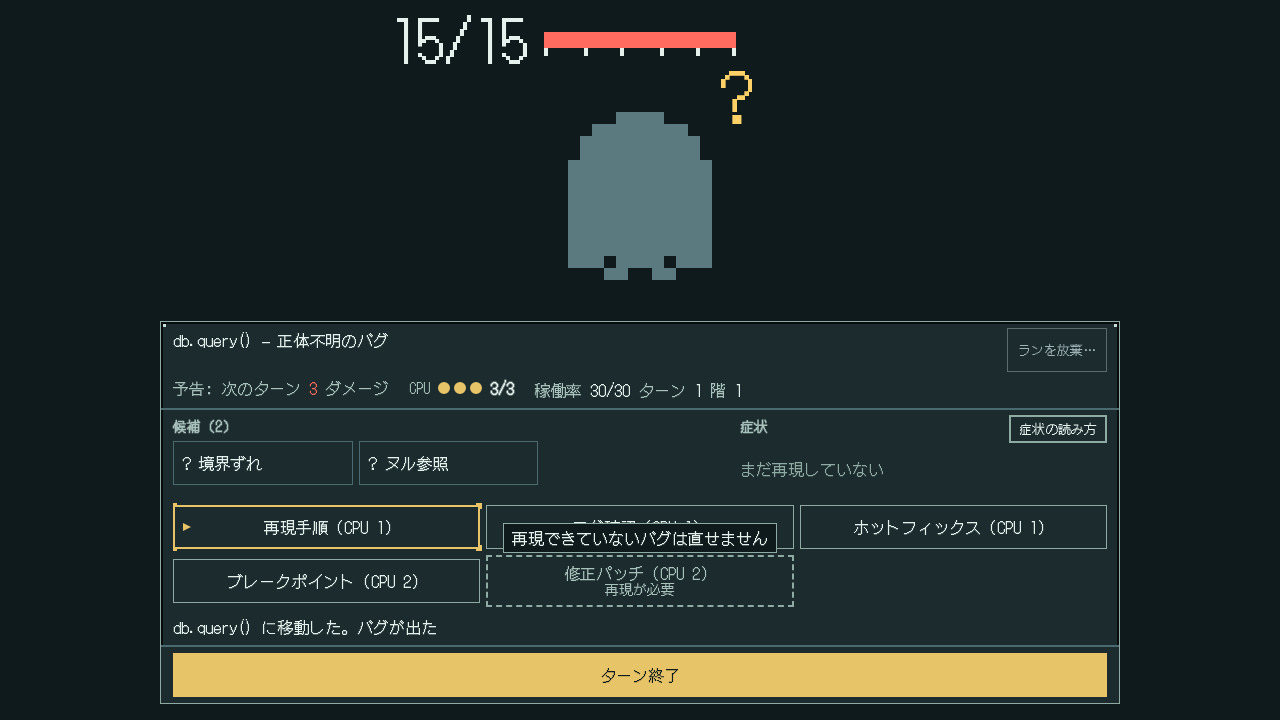 15/15
?
db.query() – 正体不明のバグ
ランを放棄…
予告: 次のターン 3 ダメージ CPU 3/3 稼働率 30/30 ターン 1 階 1
候補 (2)
症状
症状の読み方
? 境界ずれ
? ヌル参照
まだ再現していない
▶ 再現手順 (CPU 1)
ホットフィックス (CPU 1)
再現できていないバグは直せません
ブレークポイント (CPU 2)
修正パッチ (CPU 2)
再現が必要
db.query() に移動した。バグが出た
ターン終了